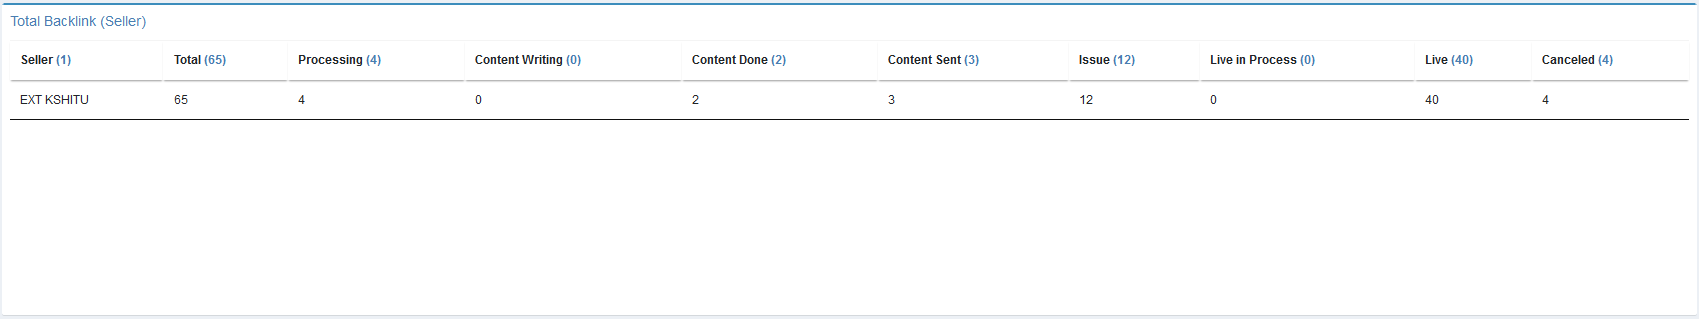 Total Backlink (Seller)
Seller (1) Total (65) Processing (4) Content Writing (0) Content Done (2) Content Sent (3) Issue (12) Live in Process (0) Live (40) Canceled (4)
EXT KSHITU 65 4 0 2 3 12 0 40 4